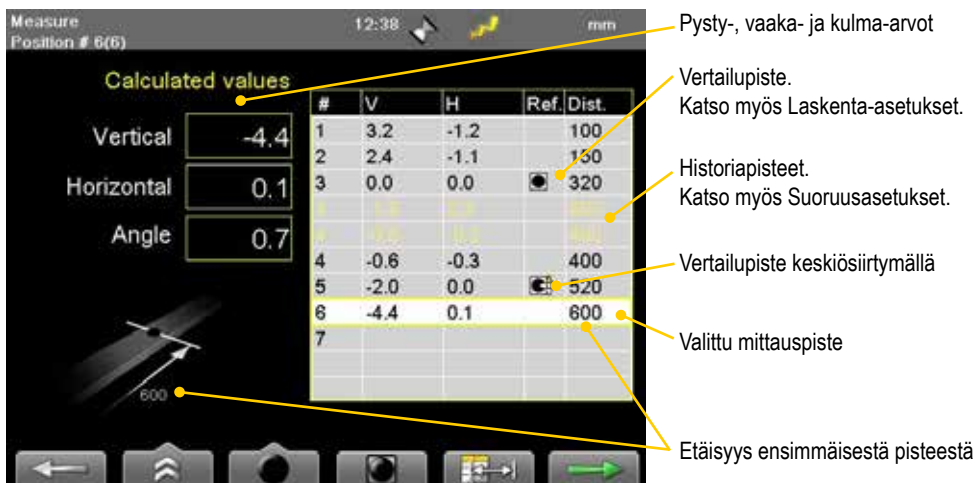 Measure
Position # 6(6)
12:38
mm
Calculated values
Vertical -4.4
Horizontal 0.1
Angle 0.7
600
# V H Ref. Dist.
1 3.2 -1.2 100
2 2.4 -1.1 150
3 0.0 0.0 320
4 -0.6 -0.3 400
5 -2.0 0.0 520
6 -4.4 0.1 600
7
Pysty-, vaaka- ja kulma-arvot
Vertailupiste.
Katso myös Laskenta-asetukset.
Historiapisteet.
Katso myös Suoruusasetukset.
Vertailupiste keskiösiirtymällä
Valittu mittauspiste
Etäisyys ensimmäisestä pisteestä